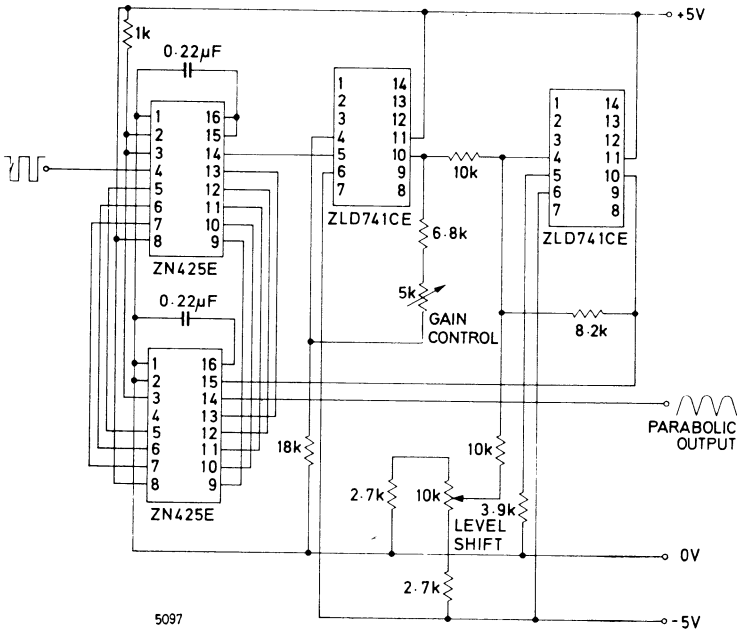 +5V
1k
0.22µF
1 16
2 15
3 14
4 13
5 12
6 11
7 10
8 9
ZN425E
1 14
2 13
3 12
4 11
5 10
6 9
7 8
ZLD741CE
10k
1 14
2 13
3 12
4 11
5 10
6 9
7 8
ZLD741CE
6.8k
5k
GAIN
CONTROL
8.2k
0.22µF
1 16
2 15
3 14
4 13
5 12
6 11
7 10
8 9
ZN425E
PARABOLIC
OUTPUT
18k
10k
2.7k
10k
LEVEL
SHIFT
3.9k
0V
2.7k
-5V
5097